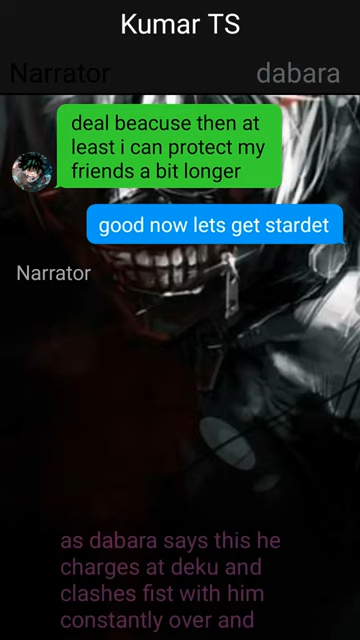 Kumar TS
Narrator
dabara
deal beacuse then at
least i can protect my
friends a bit longer
good now lets get stardet
Narrator
as dabara says this he
charges at deku and
clashes fist with him
constantly over and